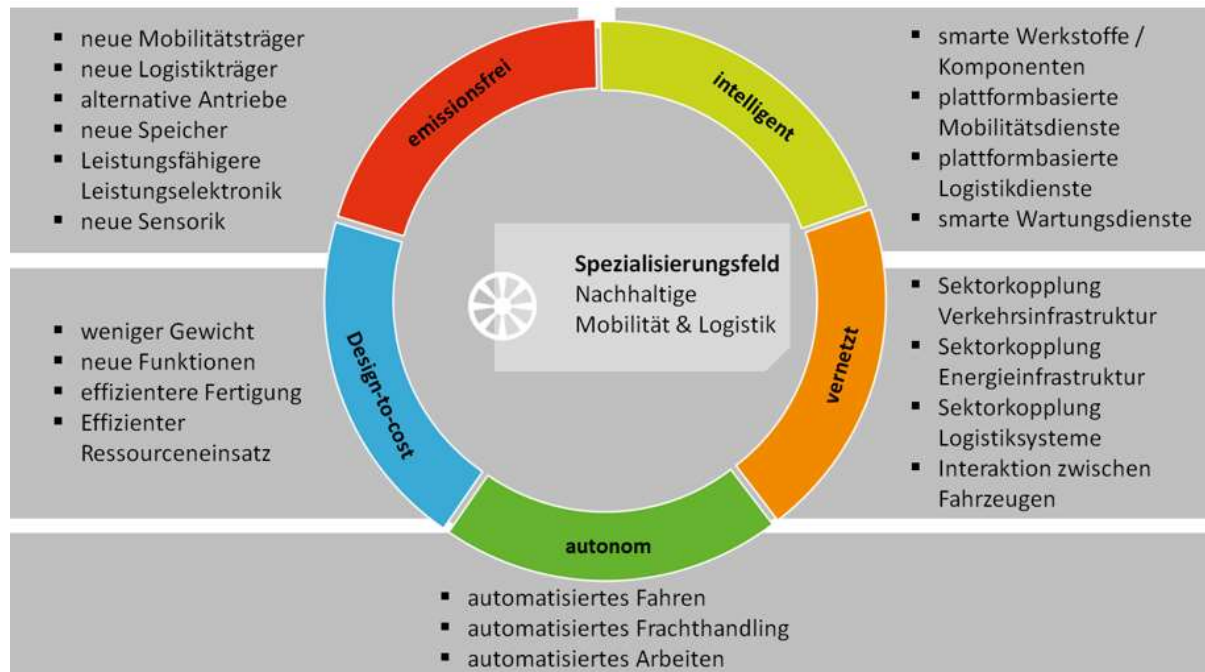 ▪ neue Mobilitätsträger
▪ neue Logistikträger
▪ alternative Antriebe
▪ neue Speicher
▪ Leistungsfähigere
Leistungselektronik
▪ neue Sensorik
emissionsfrei
intelligent
▪ smarte Werkstoffe /
Komponenten
▪ plattformbasierte
Mobilitätsdienste
▪ plattformbasierte
Logistikdienste
▪ smarte Wartungsdienste
Spezialisierungsfeld
Nachhaltige
Mobilität & Logistik
▪ weniger Gewicht
▪ neue Funktionen
▪ effizientere Fertigung
▪ Effizienter
Ressourceneinsatz
Design-to-cost
vernetzt
▪ Sektorkopplung
Verkehrsinfrastruktur
▪ Sektorkopplung
Energieinfrastruktur
▪ Sektorkopplung
Logistiksysteme
▪ Interaktion zwischen
Fahrzeugen
autonom
▪ automatisiertes Fahren
▪ automatisiertes Frachthandling
▪ automatisiertes Arbeiten